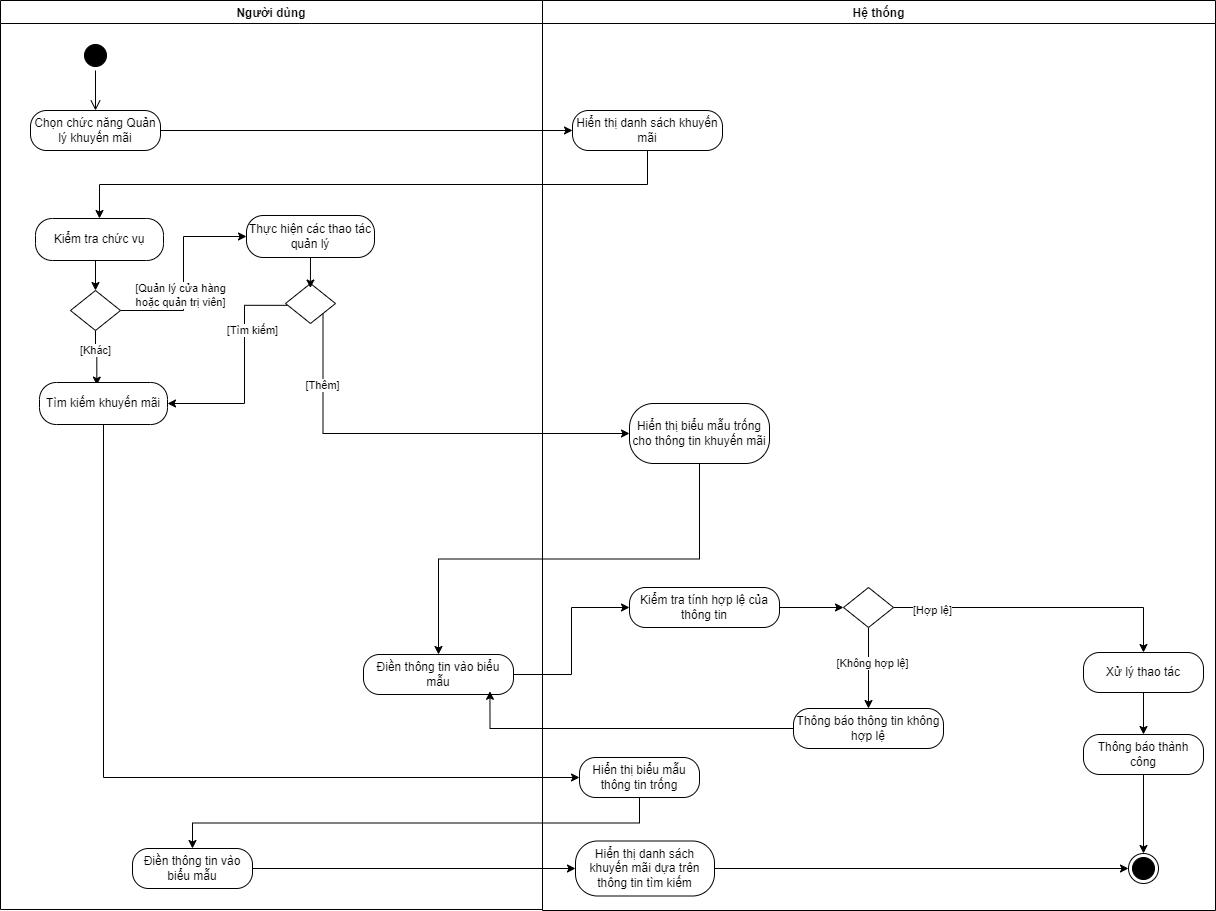 Người dùng
Hệ thống
Chọn chức năng Quản
lý khuyến mãi
Hiển thị danh sách khuyến
mãi
Kiểm tra chức vụ
Thực hiện các thao tác
quản lý
[Quản lý cửa hàng
hoặc quản trị viên]
[Tìm kiếm]
[Khác]
[Thêm]
Tìm kiếm khuyến mãi
Hiển thị biểu mẫu trống
cho thông tin khuyến mãi
Kiểm tra tính hợp lệ của
thông tin
[Hợp lệ]
Điền thông tin vào biểu
mẫu
[Không hợp lệ]
Xử lý thao tác
Thông báo thông tin không
hợp lệ
Thông báo thành
công
Hiển thị biểu mẫu
thông tin trống
Điền thông tin vào
biểu mẫu
Hiển thị danh sách
khuyến mãi dựa trên
thông tin tìm kiếm